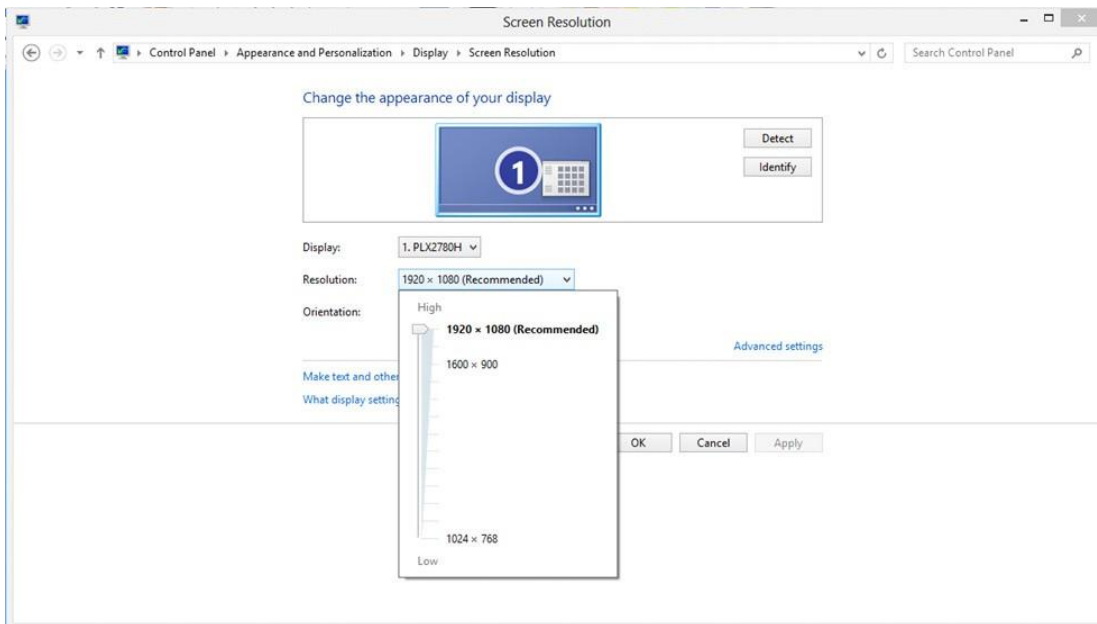 Screen Resolution
Control Panel Appearance and Personalization Display Screen Resolution
Search Control Panel
Change the appearance of your display
1
Detect
Identify
Display: 1. PLX2780H
Resolution: 1920 × 1080 (Recommended)
Orientation:
High
1920 × 1080 (Recommended)
Advanced settings
1600 × 900
Make text and other
What display setting
OK Cancel Apply
1024 × 768
Low